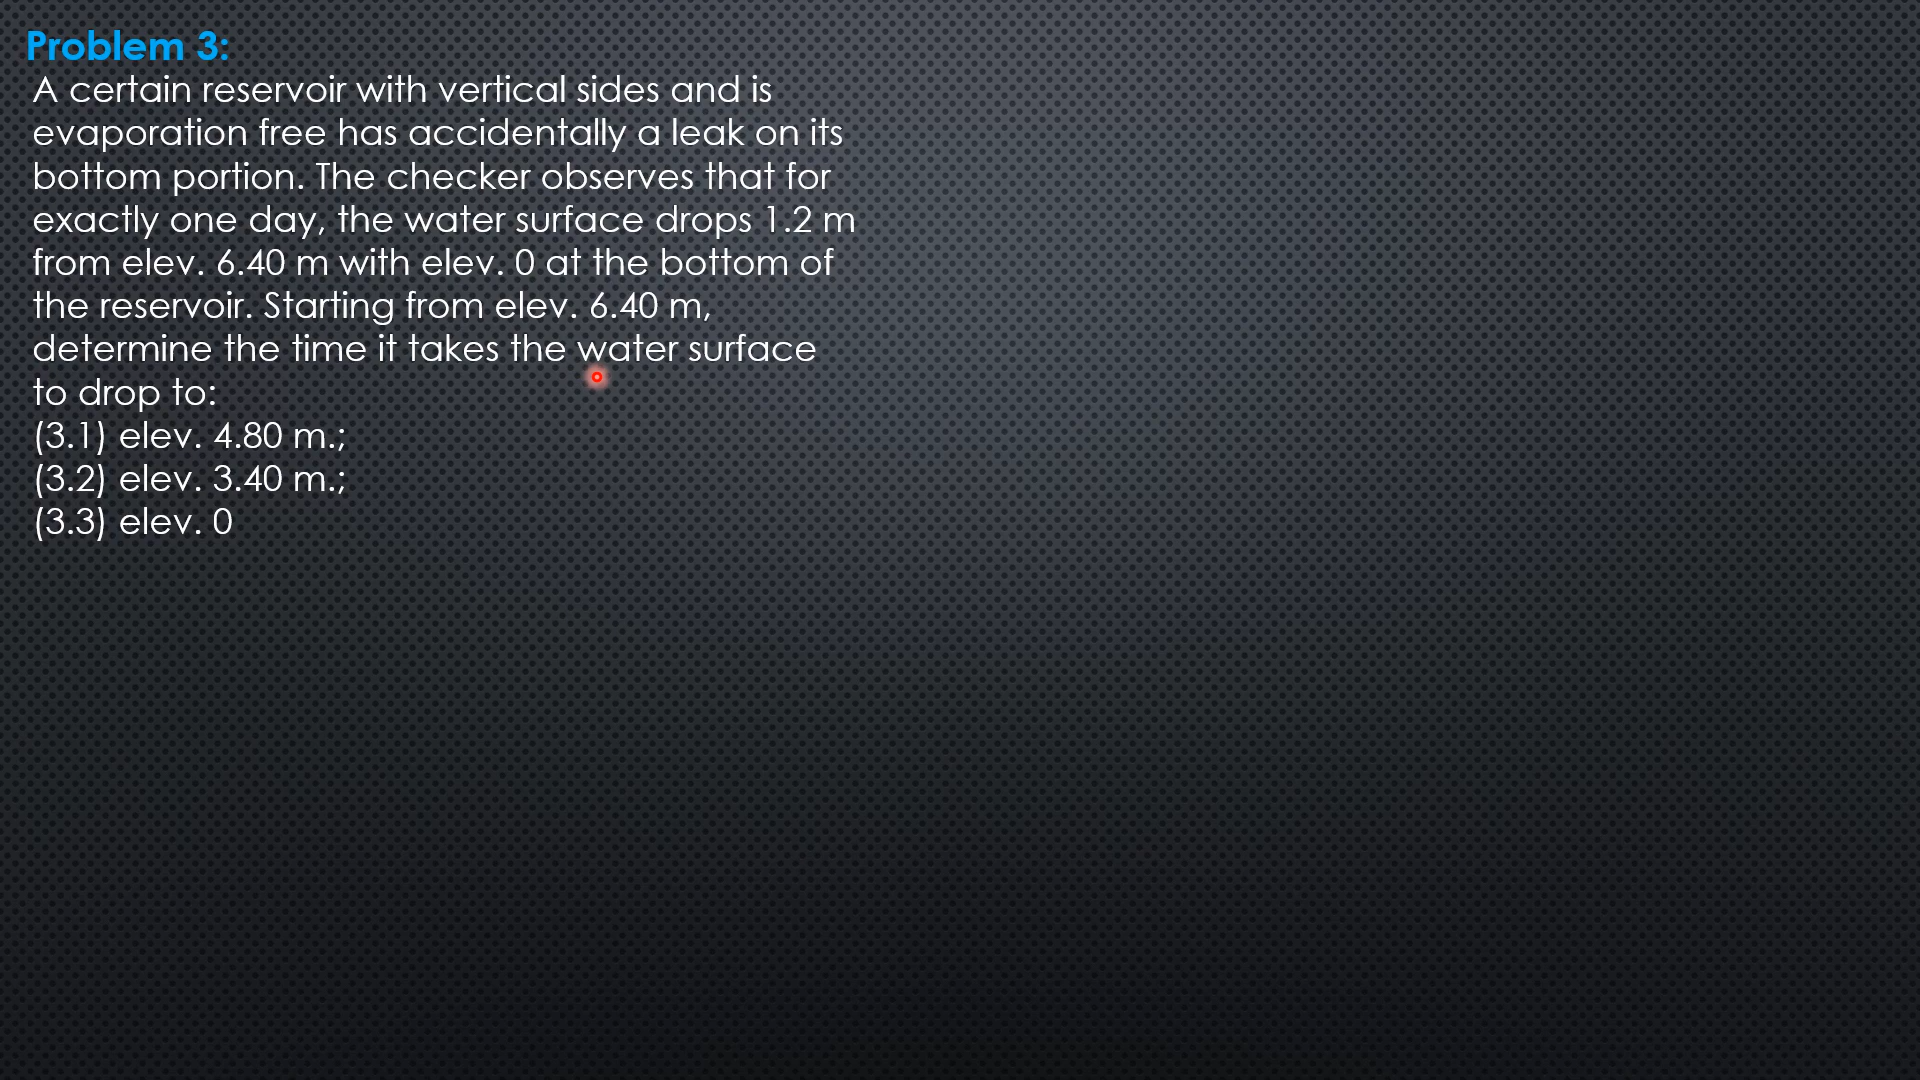 Problem 3:
A certain reservoir with vertical sides and is
evaporation free has accidentally a leak on its
bottom portion. The checker observes that for
exactly one day, the water surface drops 1.2 m
from elev. 6.40 m with elev. 0 at the bottom of
the reservoir. Starting from elev. 6.40 m,
determine the time it takes the water surface
to drop to:
(3.1) elev. 4.80 m.;
(3.2) elev. 3.40 m.;
(3.3) elev. 0